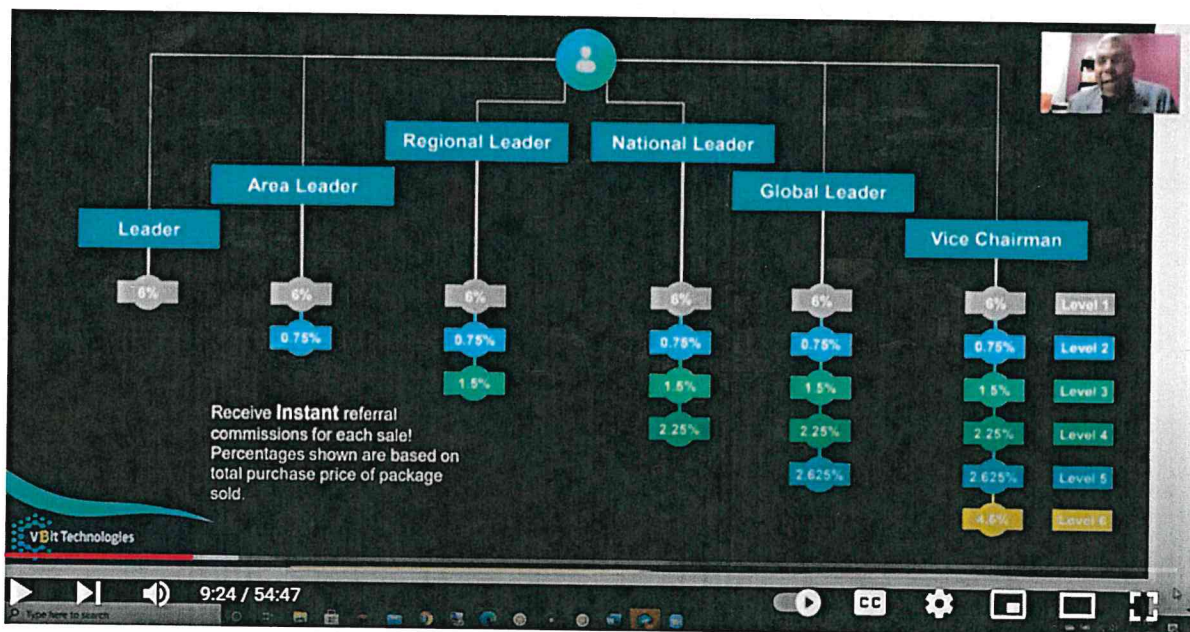 Regional Leader
National Leader
Area Leader
Global Leader
Leader
Vice Chairman
6% 6% 6% 6% 6% 6% Level 1
0.75% 0.75% 0.75% 0.75% 0.75% Level 2
1.5% 1.5% 1.5% 1.5% Level 3
2.25% 2.25% 2.25% Level 4
2.625% 2.625% Level 5
Level 6
Receive Instant referral
commissions for each sale!
Percentages shown are based on
total purchase price of package
sold.
VBit Technologies
9:24 / 54:47
CC
Type here to search